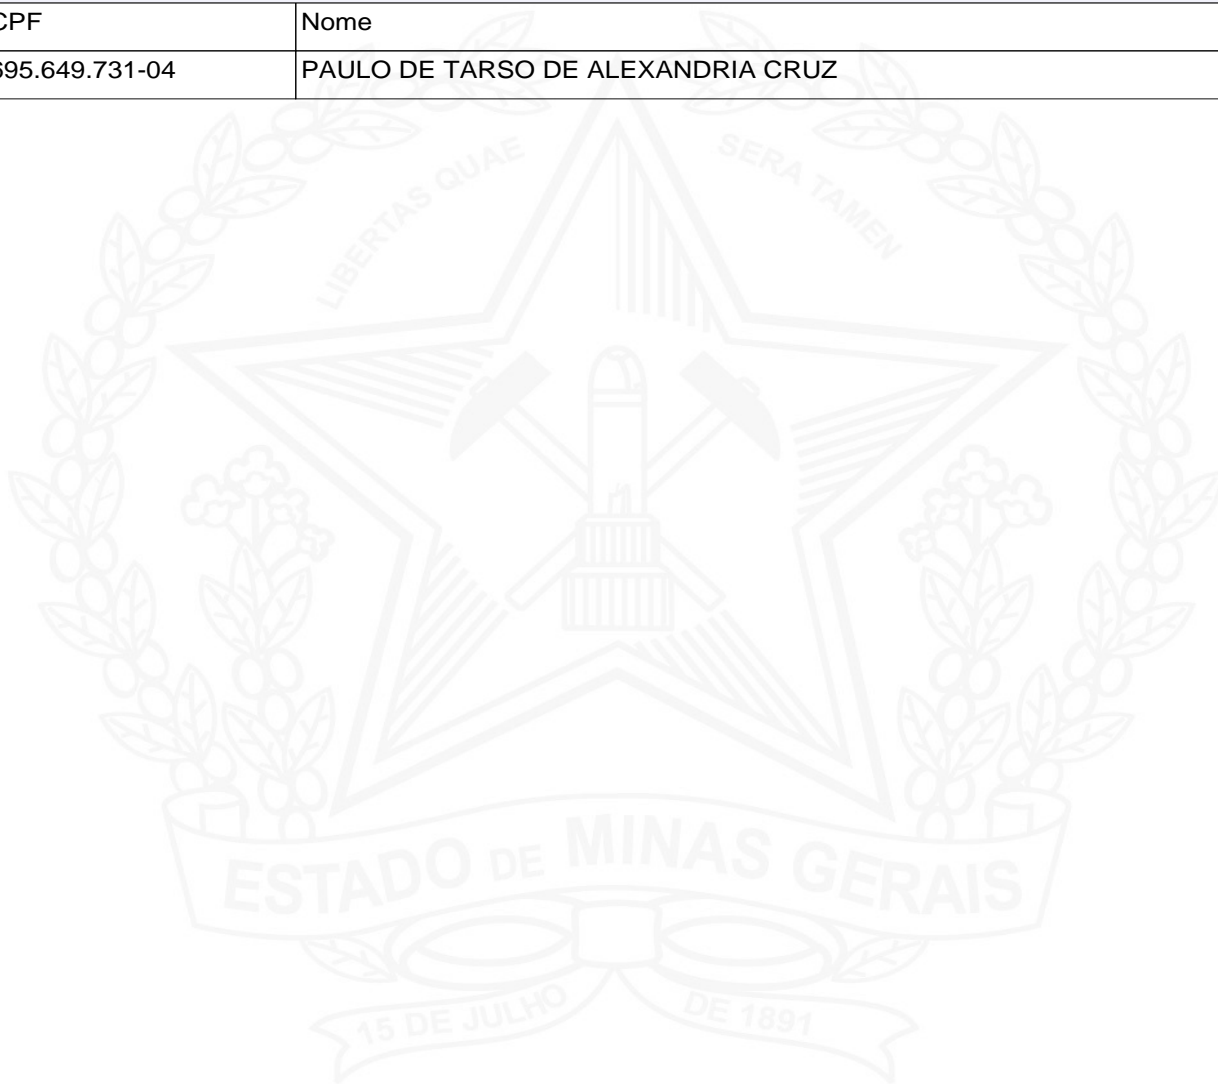 CPF Nome
695.649.731-04 PAULO DE TARSO DE ALEXANDRIA CRUZ
LIBERTAS QUAE SERA TAMEN
ESTADO DE MINAS GERAIS
15 DE JULHO DE 1891